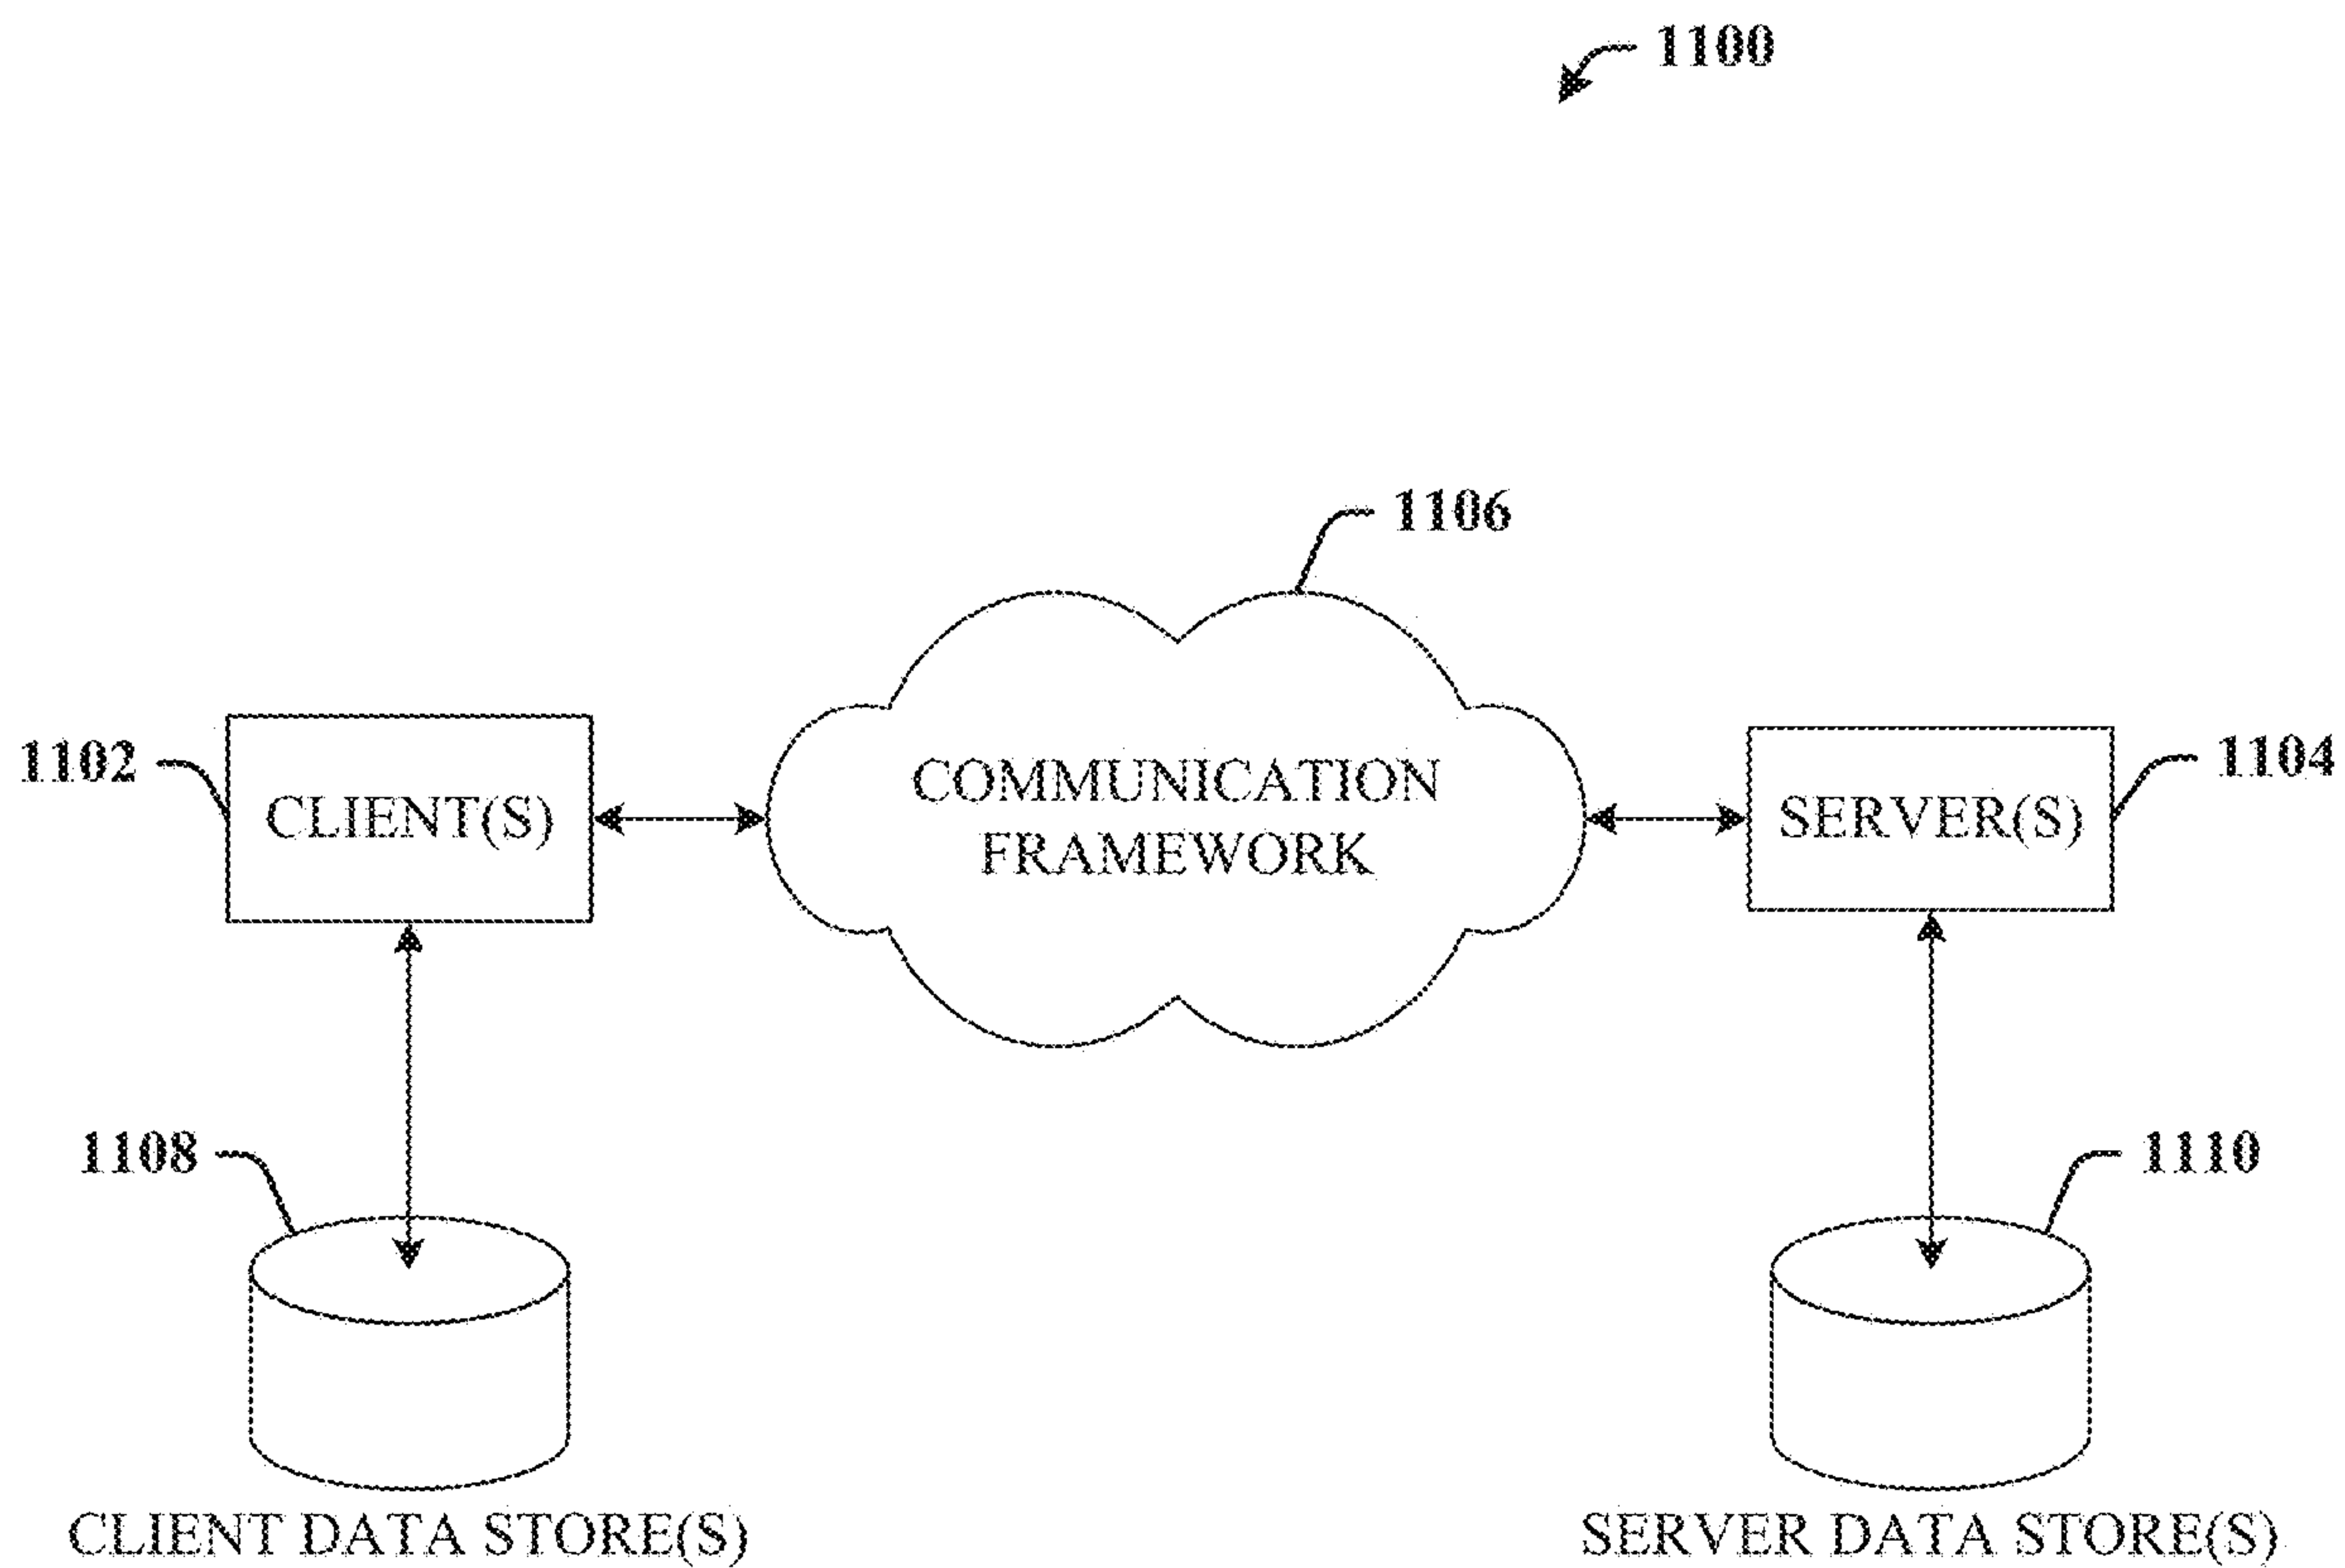 1100
1106
1102
CLIENT(S)
COMMUNICATION
FRAMEWORK
SERVER(S)
1104
1108
1110
CLIENT DATA STORE(S)
SERVER DATA STORE(S)